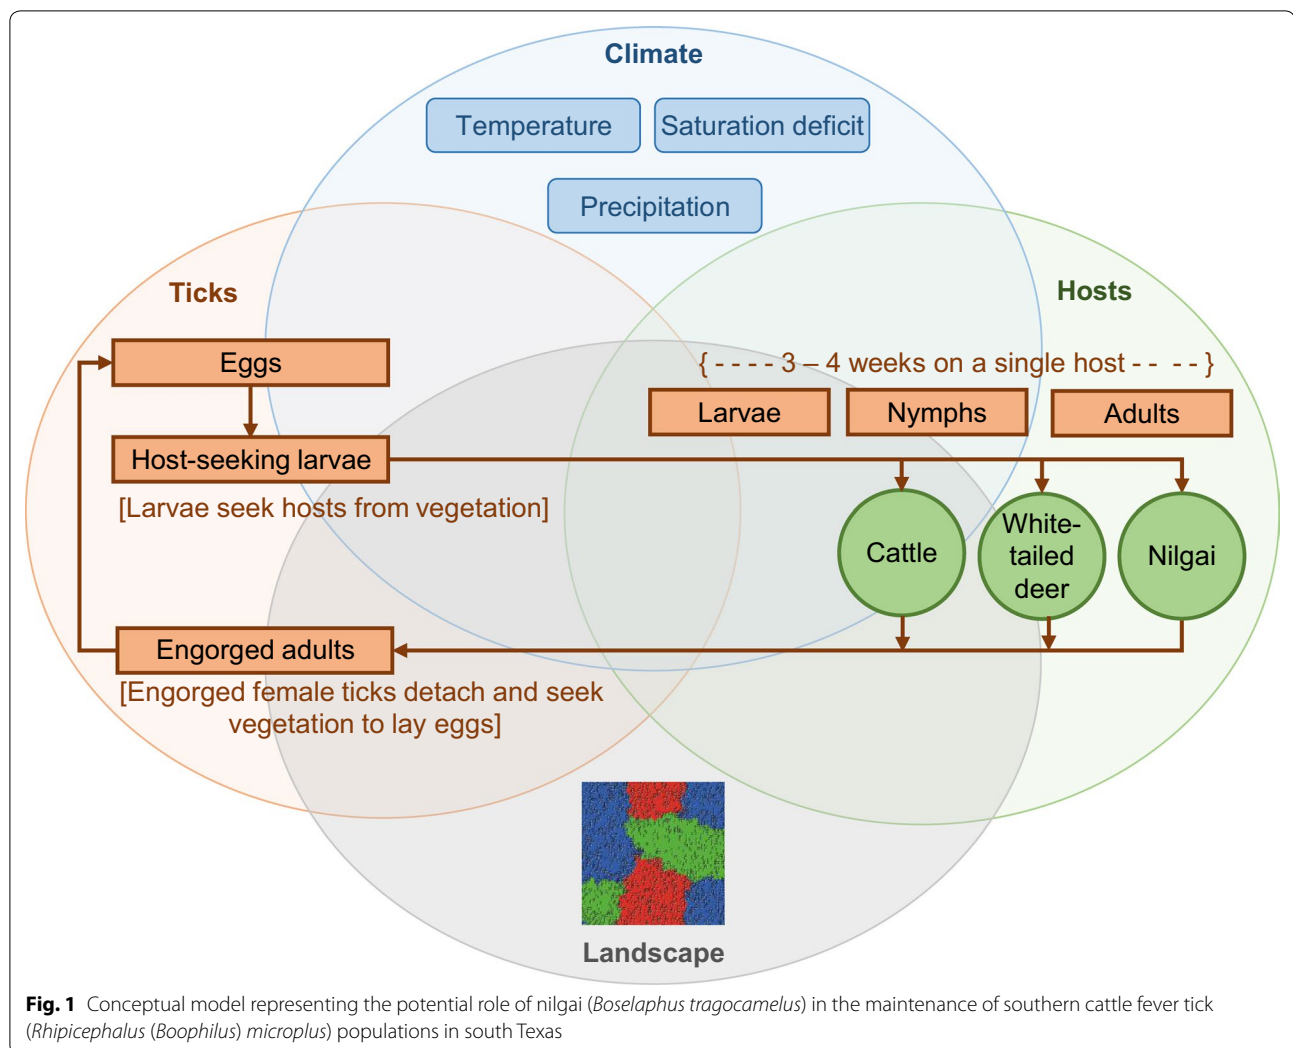 Climate
Temperature
Saturation deficit
Precipitation
Ticks
Hosts
Eggs
{ - - - - 3 – 4 weeks on a single host - - - - }
Larvae
Nymphs
Adults
Host-seeking larvae
[Larvae seek hosts from vegetation]
Cattle
White-
tailed
deer
Nilgai
Engorged adults
[Engorged female ticks detach and seek
vegetation to lay eggs]
Landscape
Fig. 1 Conceptual model representing the potential role of nilgai (Boselaphus tragocamelus) in the maintenance of southern cattle fever tick
(Rhipicephalus (Boophilus) microplus) populations in south Texas